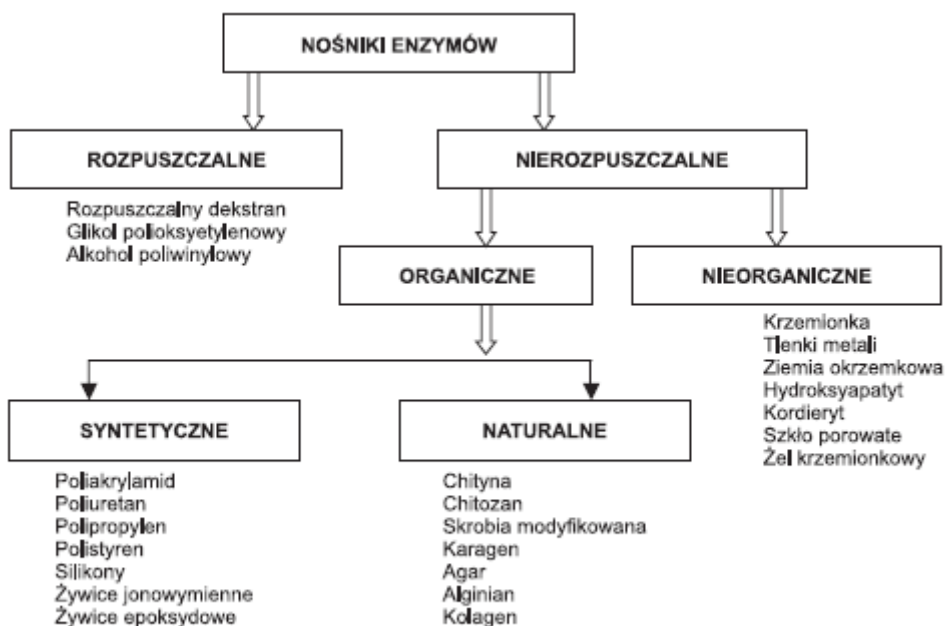 NOŚNIKI ENZYMÓW
ROZPUSZCZALNE
NIEROZPUSZCZALNE
Rozpuszczalny dekstran
Glikol polioksyetylenowy
Alkohol poliwinylowy
ORGANICZNE
NIEORGANICZNE
Krzemionka
Tlenki metali
Ziemia okrzemkowa
Hydroksyapatyt
Kordieryt
Szkło porowate
Żel krzemionkowy
SYNTETYCZNE
NATURALNE
Poliakrylamid
Poliuretan
Polipropylen
Polistyren
Silikony
Żywice jonowymienne
Żywice epoksydowe
Chityna
Chitozan
Skrobia modyfikowana
Karagen
Agar
Alginian
Kolagen